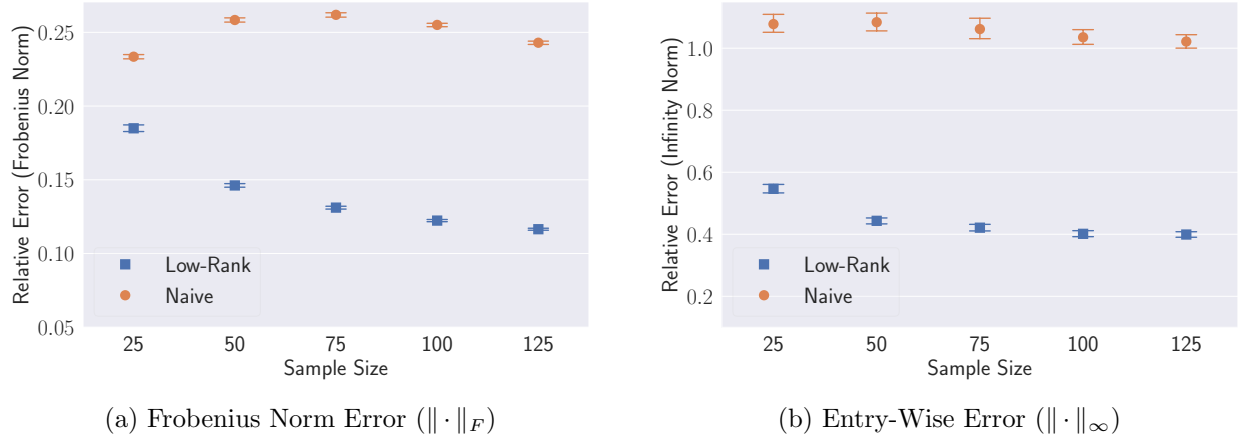 Relative Error (Frobenius Norm)
0.25
0.20
0.15
0.10
0.05
Low-Rank
Naive
25 50 75 100 125
Sample Size
(a) Frobenius Norm Error (‖ · ‖_F)
Relative Error (Infinity Norm)
1.0
0.8
0.6
0.4
0.2
Low-Rank
Naive
25 50 75 100 125
Sample Size
(b) Entry-Wise Error (‖ · ‖_∞)